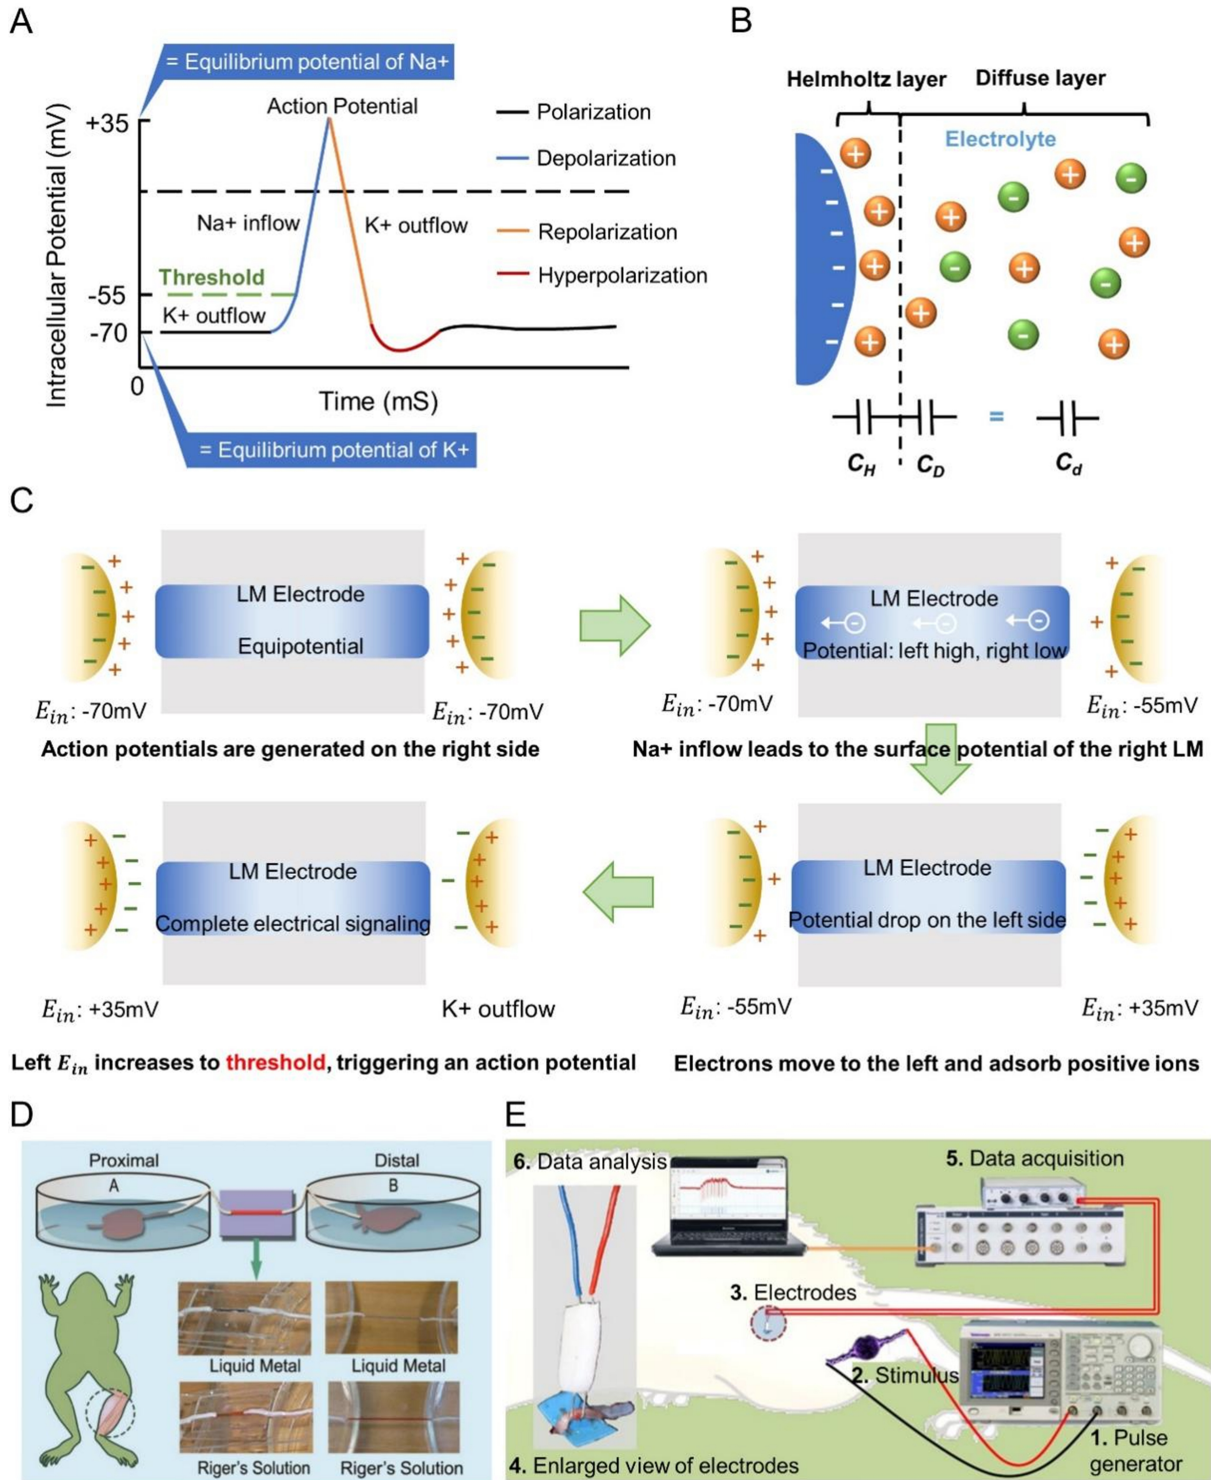 A
= Equilibrium potential of Na+
Action Potential
Intracellular Potential (mV)
+35
-55
-70
0
Na+ inflow
K+ outflow
Threshold
K+ outflow
Time (mS)
= Equilibrium potential of K+
Polarization
Depolarization
Repolarization
Hyperpolarization
B
Helmholtz layer
Diffuse layer
Electrolyte
C_H
C_D
=
C_d
C
LM Electrode
Equipotential
E_in: -70mV
E_in: -70mV
Action potentials are generated on the right side
LM Electrode
Potential: left high, right low
E_in: -70mV
E_in: -55mV
Na+ inflow leads to the surface potential of the right LM
LM Electrode
Complete electrical signaling
E_in: +35mV
K+ outflow
Left E_in increases to threshold, triggering an action potential
LM Electrode
Potential drop on the left side
E_in: -55mV
E_in: +35mV
Electrons move to the left and adsorb positive ions
D
Proximal
A
Distal
B
Liquid Metal
Liquid Metal
Riger's Solution
Riger's Solution
E
6. Data analysis
5. Data acquisition
3. Electrodes
2. Stimulus
1. Pulse
generator
4. Enlarged view of electrodes